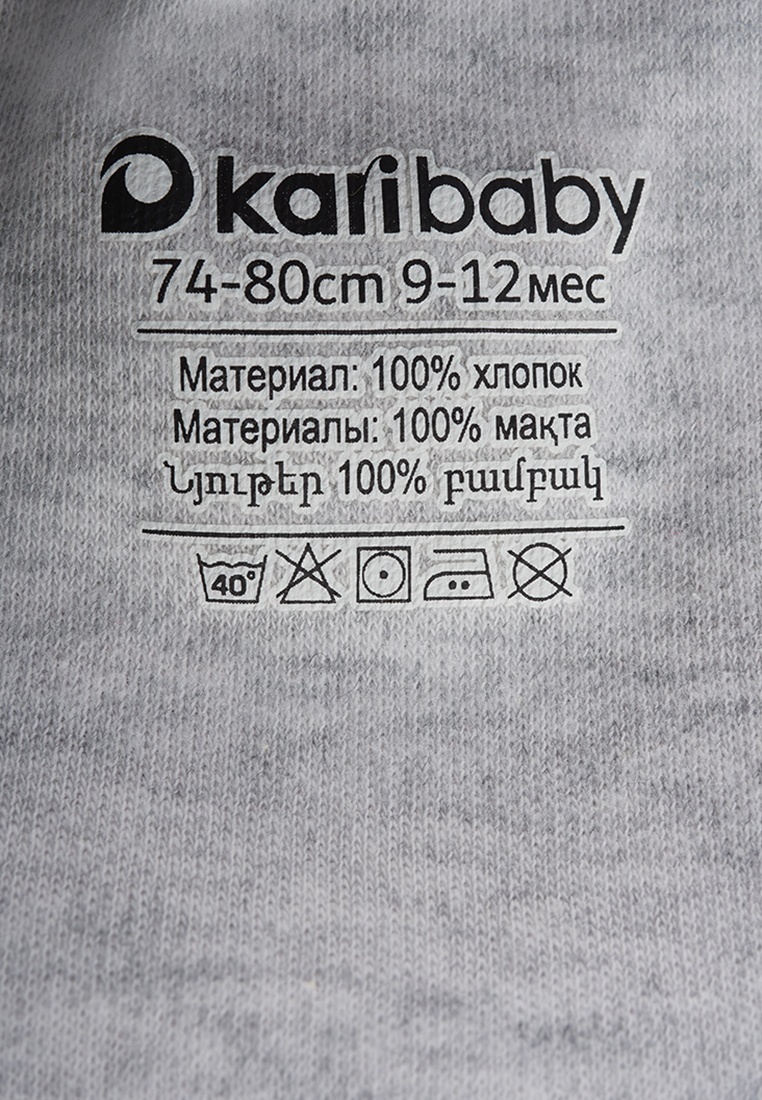 karibaby
74-80cm 9-12мес
Материал: 100% хлопок
Материалы: 100% мақта
Նյութեր 100% բամբակ
40°